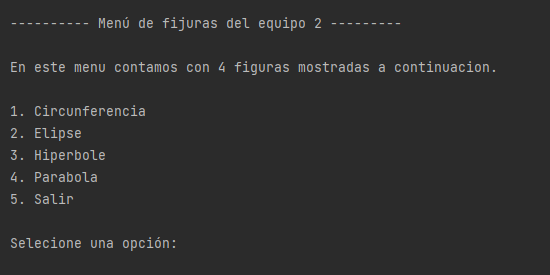 ---------- Menú de fijuras del equipo 2 ---------
En este menu contamos con 4 figuras mostradas a continuacion.
1. Circunferencia
2. Elipse
3. Hiperbole
4. Parabola
5. Salir
Selecione una opción: